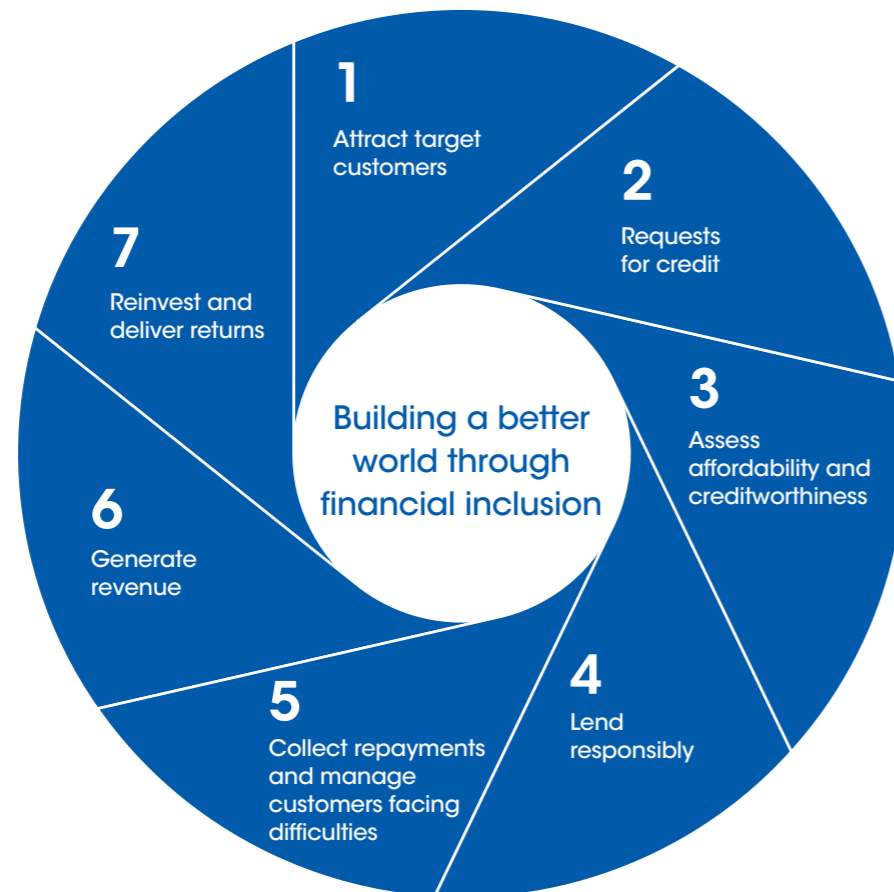 1
Attract target
customers
2
Requests
for credit
3
Assess
affordability and
creditworthiness
4
Lend
responsibly
5
Collect repayments
and manage
customers facing
difficulties
6
Generate
revenue
7
Reinvest and
deliver returns
Building a better
world through
financial inclusion